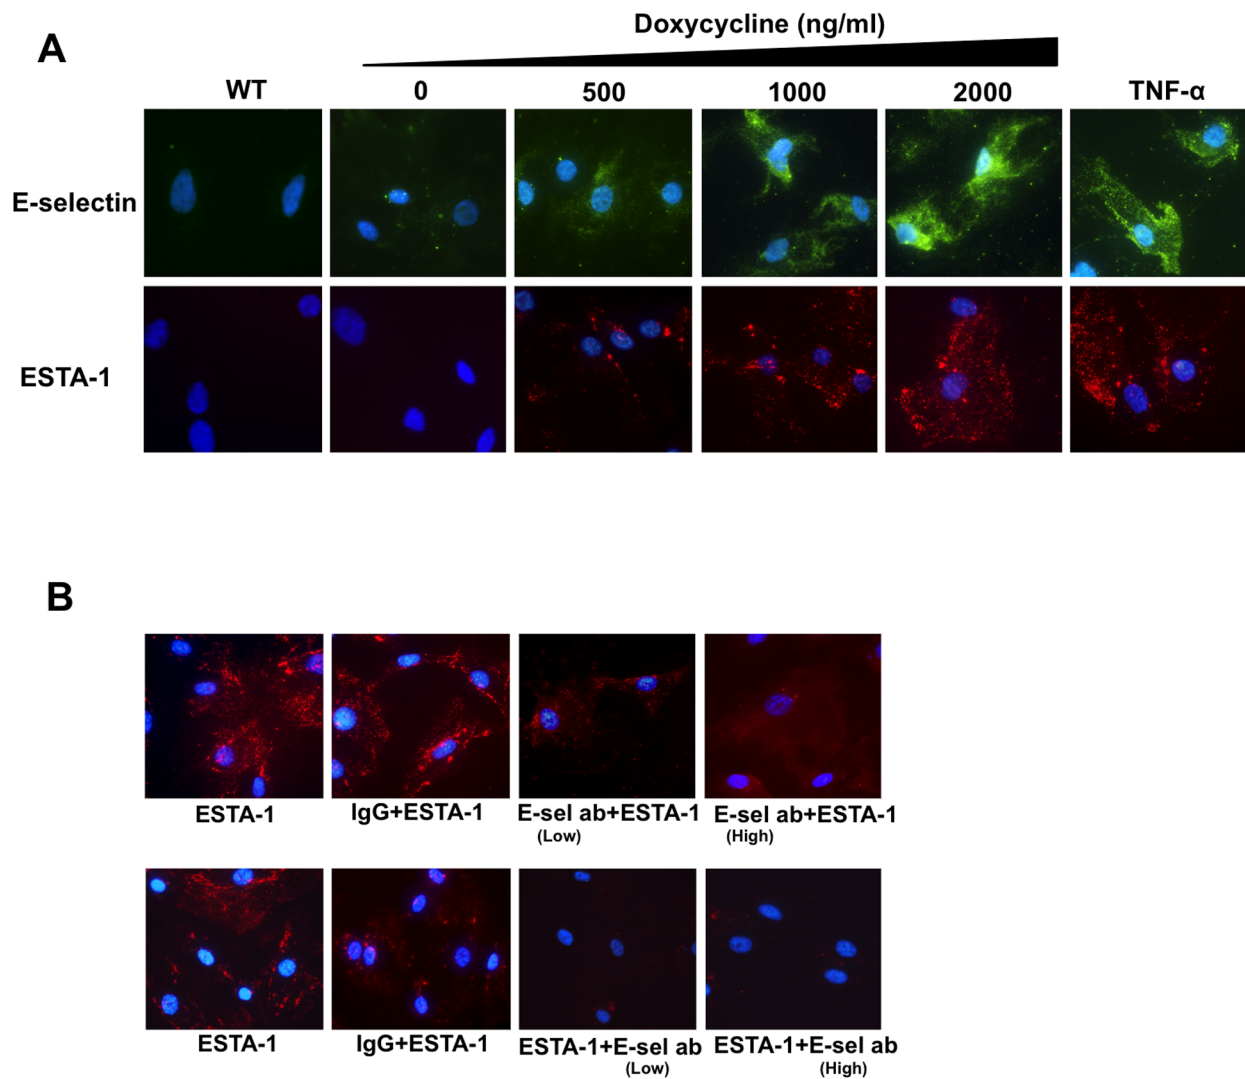 A
Doxycycline (ng/ml)
WT 0 500 1000 2000 TNF-α
E-selectin
ESTA-1
B
ESTA-1 IgG+ESTA-1 E-sel ab+ESTA-1 E-sel ab+ESTA-1
(Low) (High)
ESTA-1 IgG+ESTA-1 ESTA-1+E-sel ab ESTA-1+E-sel ab
(Low) (High)